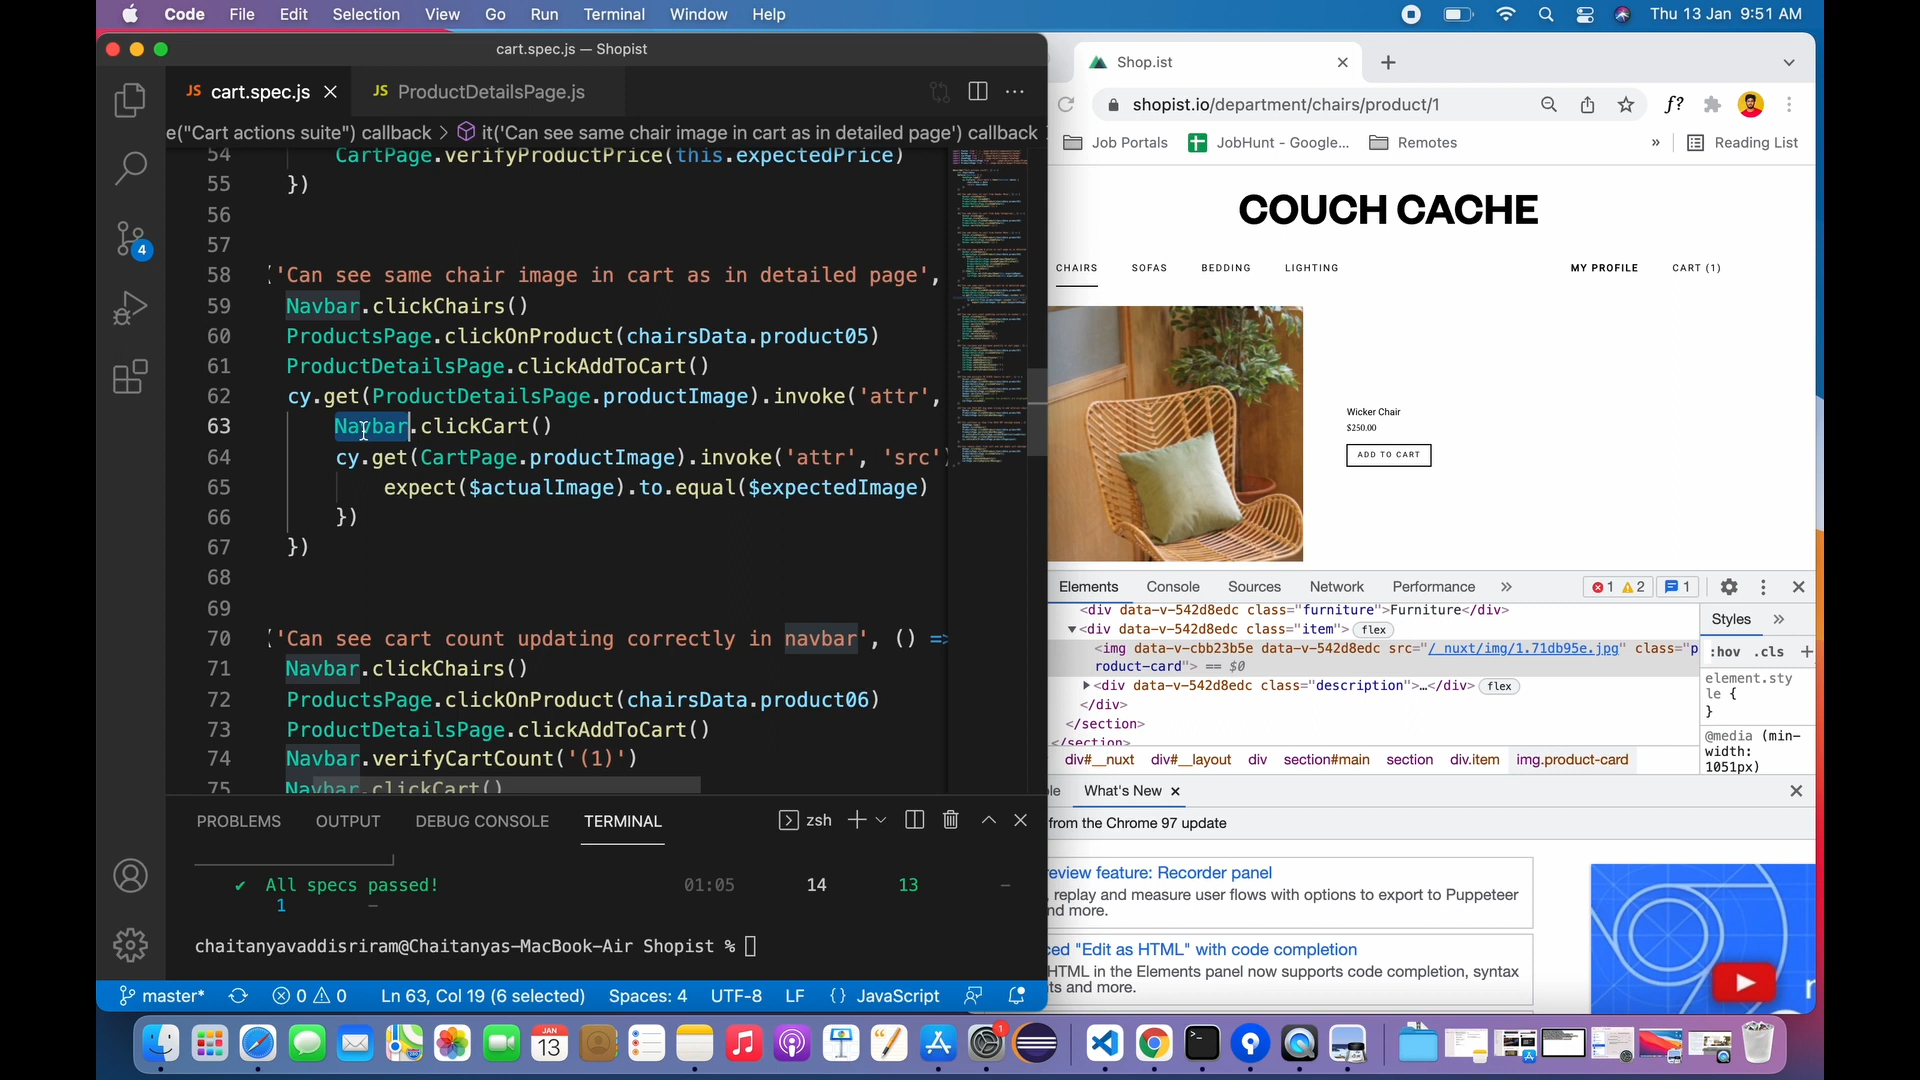 Code File Edit Selection View Go Run Terminal Window Help
Thu 13 Jan 9:51 AM
cart.spec.js — Shopist
JS cart.spec.js
JS ProductDetailsPage.js
e("Cart actions suite") callback > it('Can see same chair image in cart as in detailed page') callback
54 CartPage.verifyProductPrice(this.expectedPrice)
55 })
56
57
58 ('Can see same chair image in cart as in detailed page',
59 Navbar.clickChairs()
60 ProductsPage.clickOnProduct(chairsData.product05)
61 ProductDetailsPage.clickAddToCart()
62 cy.get(ProductDetailsPage.productImage).invoke('attr',
63 Navbar.clickCart()
64 cy.get(CartPage.productImage).invoke('attr', 'src')
65 expect($actualImage).to.equal($expectedImage)
66 })
67 })
68
69
70 ('Can see cart count updating correctly in navbar', () =>
71 Navbar.clickChairs()
72 ProductsPage.clickOnProduct(chairsData.product06)
73 ProductDetailsPage.clickAddToCart()
74 Navbar.verifyCartCount('(1)')
75 Navbar.clickCart()
4
PROBLEMS OUTPUT DEBUG CONSOLE TERMINAL
zsh
✔ All specs passed! 01:05 14 13 –
1 –
chaitanyavaddisriram@Chaitanyas-MacBook-Air Shopist %
master* 0 0 Ln 63, Col 19 (6 selected) Spaces: 4 UTF-8 LF {} JavaScript
Shop.ist
shopist.io/department/chairs/product/1
f?
Job Portals JobHunt - Google... Remotes » Reading List
COUCH CACHE
CHAIRS SOFAS BEDDING LIGHTING MY PROFILE CART (1)
Wicker Chair
$250.00
ADD TO CART
Elements Console Sources Network Performance » 1 2 1
<div data-v-542d8edc class="furniture">Furniture</div>
▼<div data-v-542d8edc class="item"> flex
<img data-v-cbb23b5e data-v-542d8edc src="/_nuxt/img/1.71db95e.jpg" class="p
roduct-card"> == $0
▶<div data-v-542d8edc class="description">…</div> flex
</div>
</section>
</section>
div#__nuxt div#__layout div section#main section div.item img.product-card
Styles »
:hov .cls +
element.sty
le {
}
@media (min-
width:
1051px)
le What's New ×
from the Chrome 97 update
eview feature: Recorder panel
, replay and measure user flows with options to export to Puppeteer
nd more.
ced "Edit as HTML" with code completion
HTML in the Elements panel now supports code completion, syntax
ts and more.
JAN
13
1